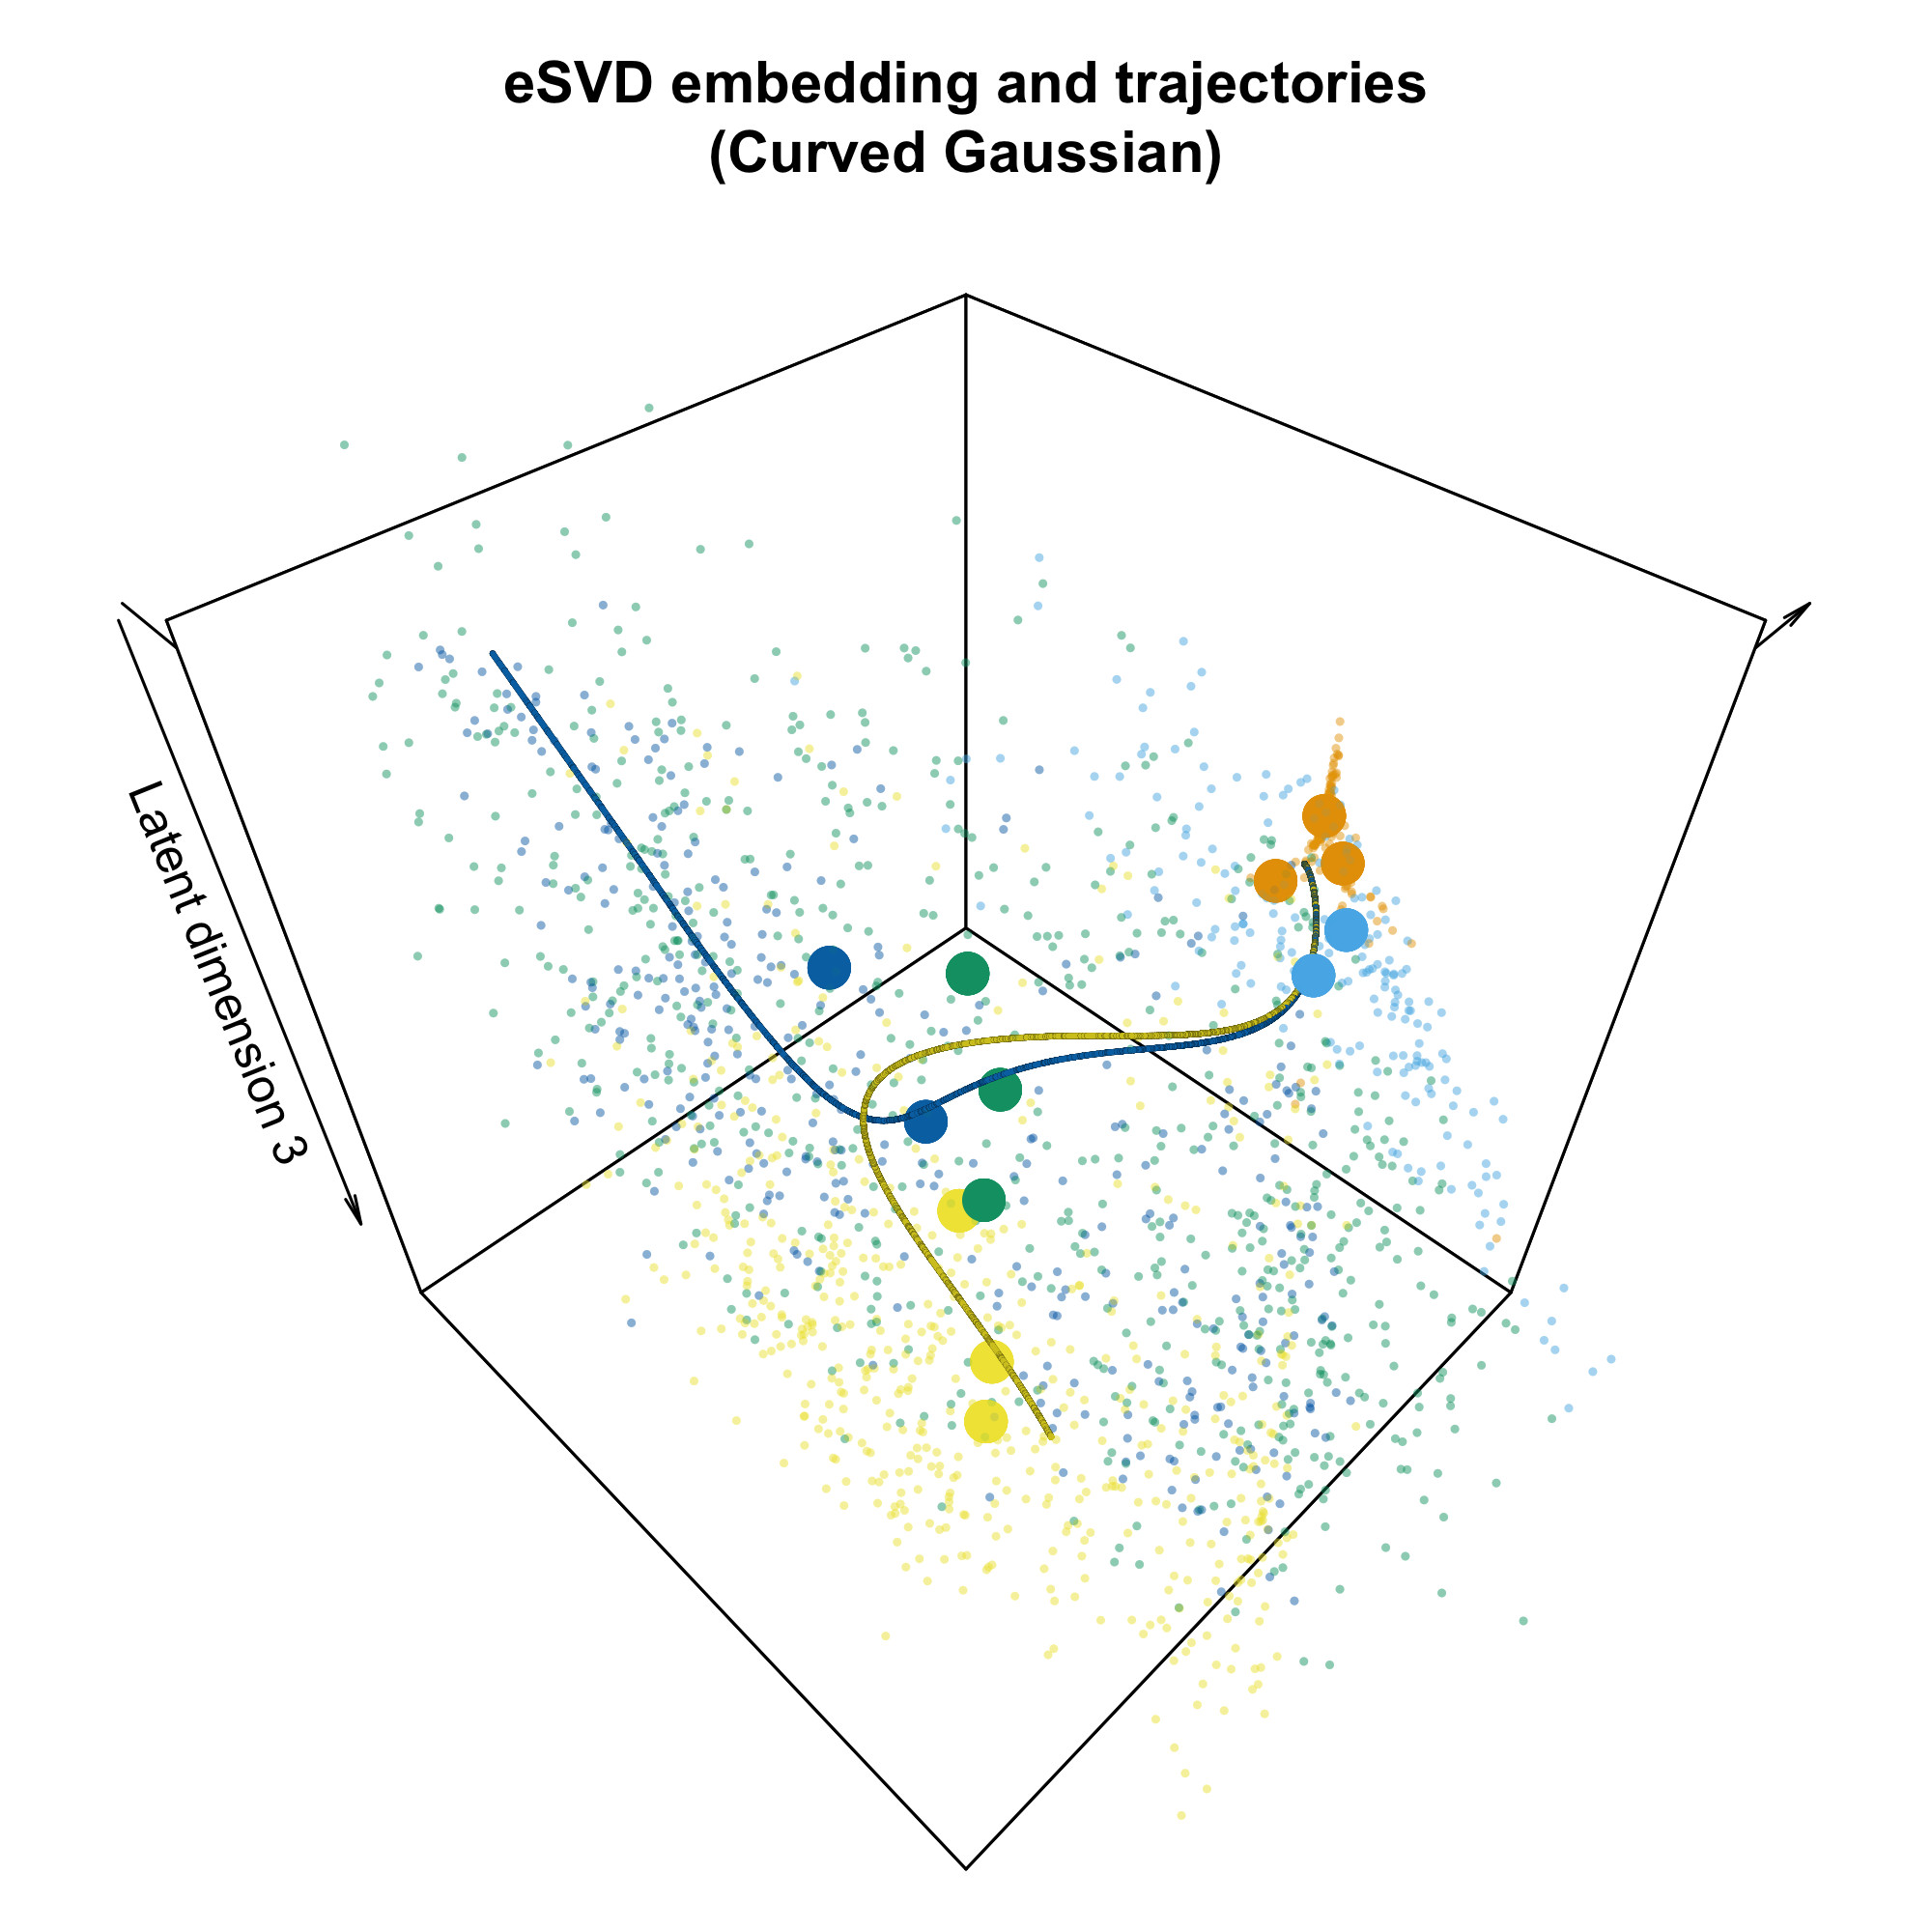 eSVD embedding and trajectories
(Curved Gaussian)
Latent dimension 3